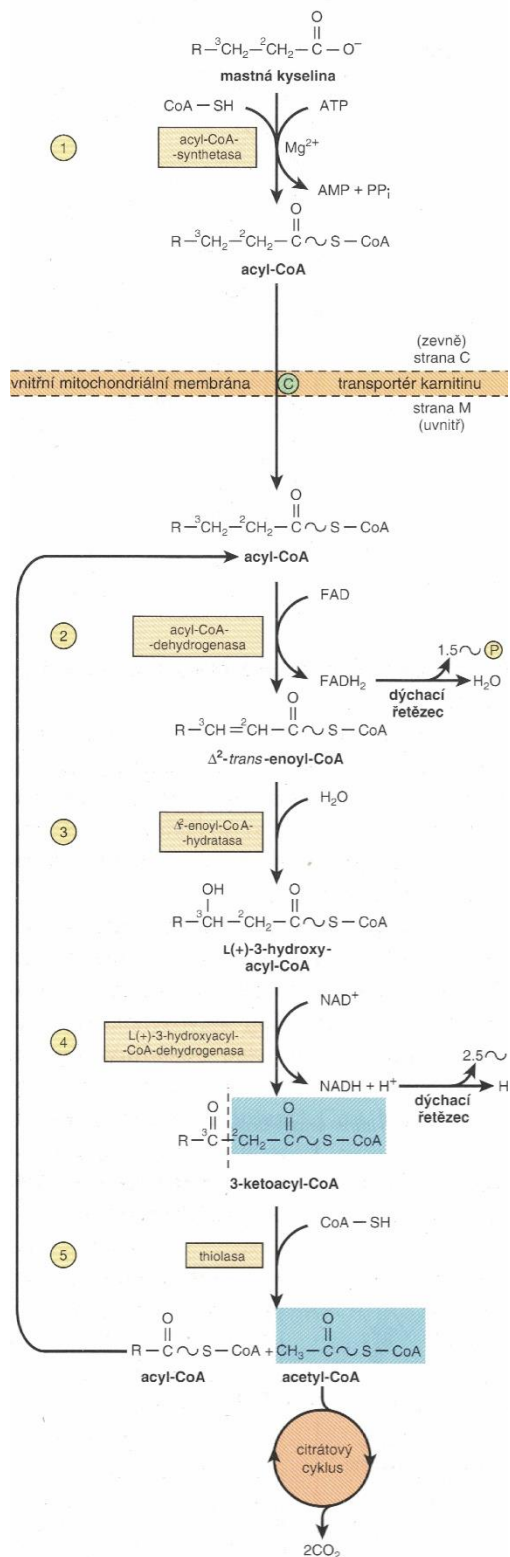 O
R—³CH₂—²CH₂—C—O⁻
mastná kyselina
CoA—SH
ATP
1
acyl-CoA-
-synthetasa
Mg²⁺
AMP + PPi
O
R—³CH₂—²CH₂—C~S—CoA
acyl-CoA
(zevně)
strana C
vnitřní mitochondriální membrána
C
transportér karnitinu
strana M
(uvnitř)
O
R—³CH₂—²CH₂—C~S—CoA
acyl-CoA
FAD
2
acyl-CoA-
-dehydrogenasa
1.5~P
FADH₂
H₂O
dýchací
řetězec
O
R—³CH=²CH—C~S—CoA
Δ²-trans-enoyl-CoA
H₂O
3
Δ²-enoyl-CoA-
-hydratasa
OH
O
R—³CH—²CH₂—C~S—CoA
L(+)-3-hydroxy-
acyl-CoA
NAD⁺
4
L(+)-3-hydroxyacyl-
-CoA-dehydrogenasa
2.5~
NADH + H⁺
H
dýchací
řetězec
O
O
R—³C—²CH₂—C~S—CoA
3-ketoacyl-CoA
CoA—SH
5
thiolasa
O
O
R—C~S—CoA + CH₃—C~S—CoA
acyl-CoA
acetyl-CoA
citrátový
cyklus
2CO₂